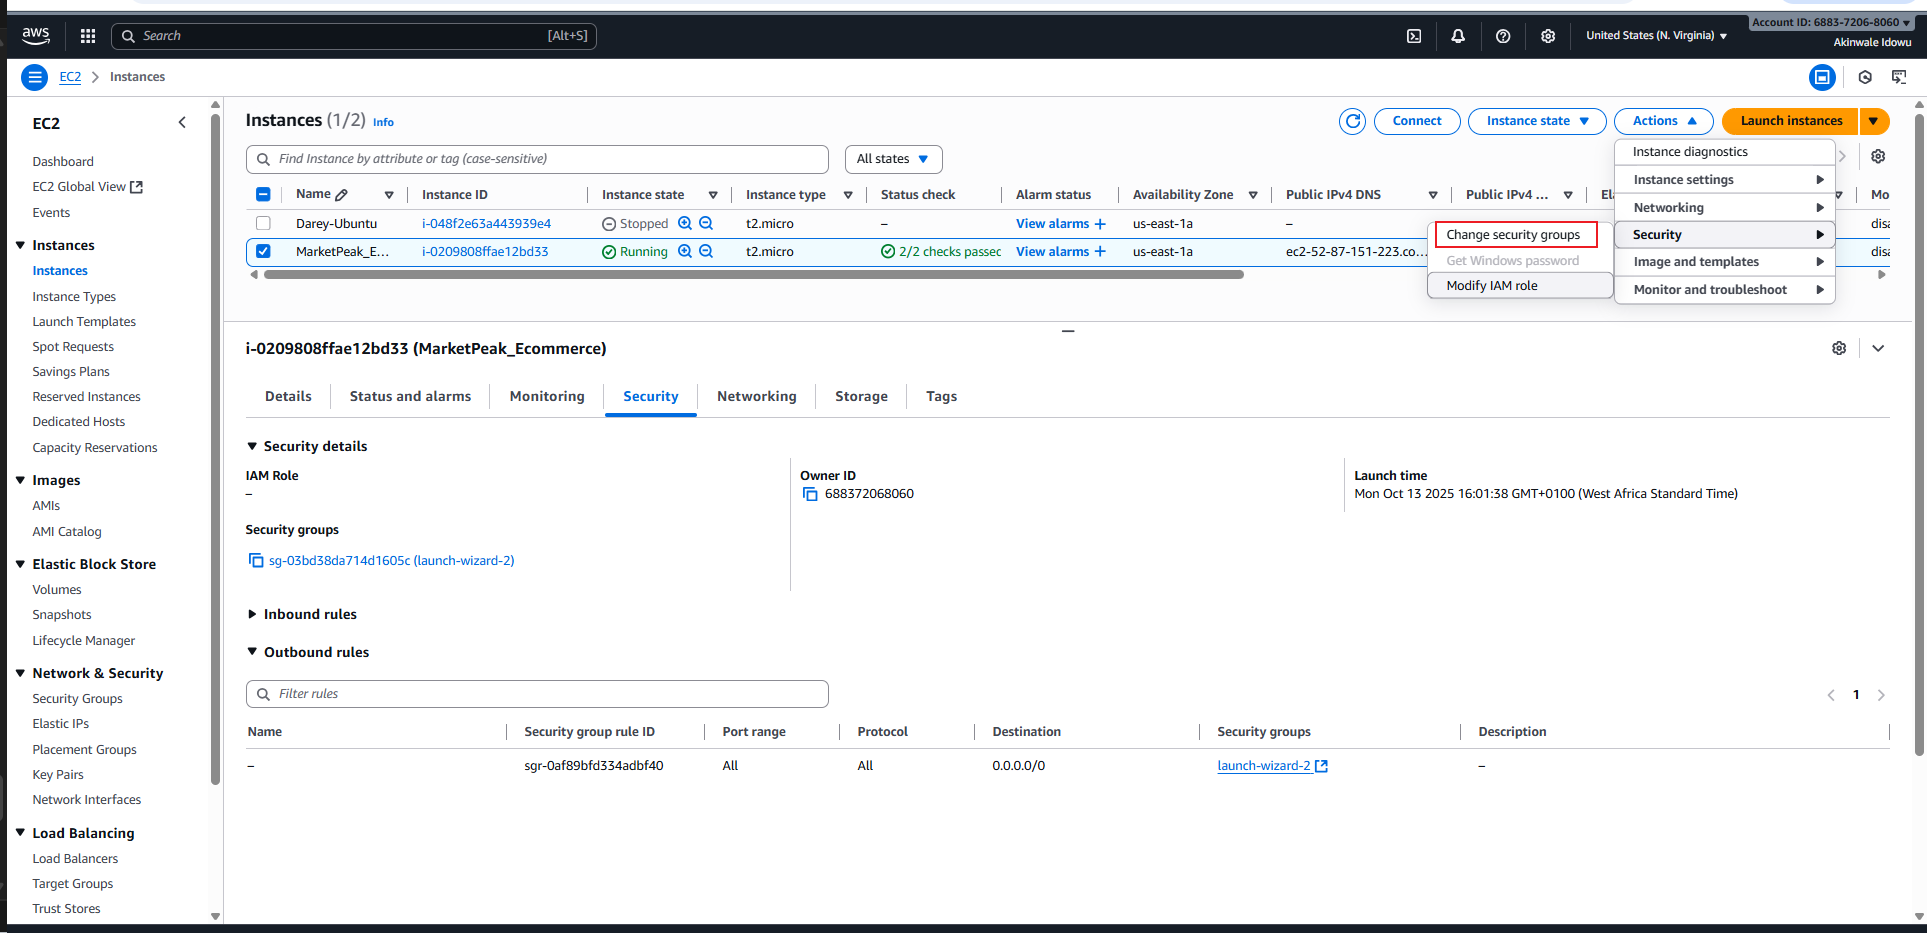 aws
Search [Alt+S]
United States (N. Virginia)
Account ID: 6883-7206-8060
Akinwale Idowu
EC2 Instances
EC2
Dashboard
EC2 Global View
Events
Instances
Instances
Instance Types
Launch Templates
Spot Requests
Savings Plans
Reserved Instances
Dedicated Hosts
Capacity Reservations
Images
AMIs
AMI Catalog
Elastic Block Store
Volumes
Snapshots
Lifecycle Manager
Network & Security
Security Groups
Elastic IPs
Placement Groups
Key Pairs
Network Interfaces
Load Balancing
Load Balancers
Target Groups
Trust Stores
Instances (1/2) Info
Connect Instance state Actions Launch instances
Find Instance by attribute or tag (case-sensitive) All states
Name Instance ID Instance state Instance type Status check Alarm status Availability Zone Public IPv4 DNS Public IPv4 ... Ela Mo
Darey-Ubuntu i-048f2e63a443939e4 Stopped t2.micro – View alarms + us-east-1a – disa
MarketPeak_E... i-0209808ffae12bd33 Running t2.micro 2/2 checks passed View alarms + us-east-1a ec2-52-87-151-223.co... disa
Instance diagnostics
Instance settings
Networking
Security
Image and templates
Monitor and troubleshoot
Change security groups
Get Windows password
Modify IAM role
i-0209808ffae12bd33 (MarketPeak_Ecommerce)
Details Status and alarms Monitoring Security Networking Storage Tags
Security details
IAM Role
–
Owner ID
688372068060
Launch time
Mon Oct 13 2025 16:01:38 GMT+0100 (West Africa Standard Time)
Security groups
sg-03bd38da714d1605c (launch-wizard-2)
Inbound rules
Outbound rules
Filter rules
1
Name Security group rule ID Port range Protocol Destination Security groups Description
– sgr-0af89bfd334adbf40 All All 0.0.0.0/0 launch-wizard-2 –